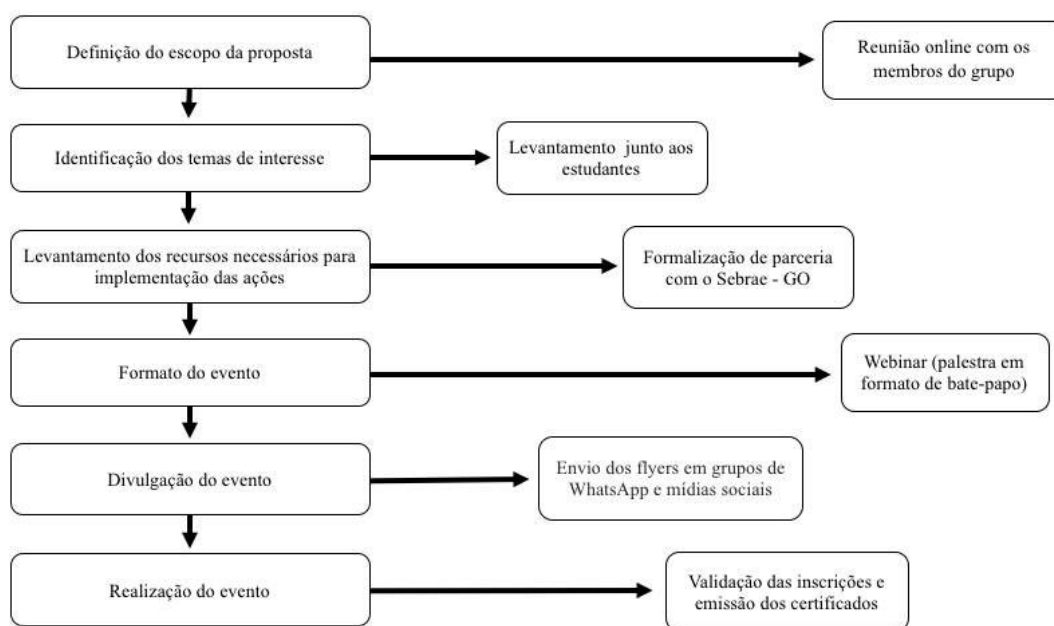 Definição do escopo da proposta
Reunião online com os
membros do grupo
Identificação dos temas de interesse
Levantamento junto aos
estudantes
Levantamento dos recursos necessários para
implementação das ações
Formalização de parceria
com o Sebrae - GO
Formato do evento
Webinar (palestra em
formato de bate-papo)
Divulgação do evento
Envio dos flyers em grupos de
WhatsApp e mídias sociais
Realização do evento
Validação das inscrições e
emissão dos certificados